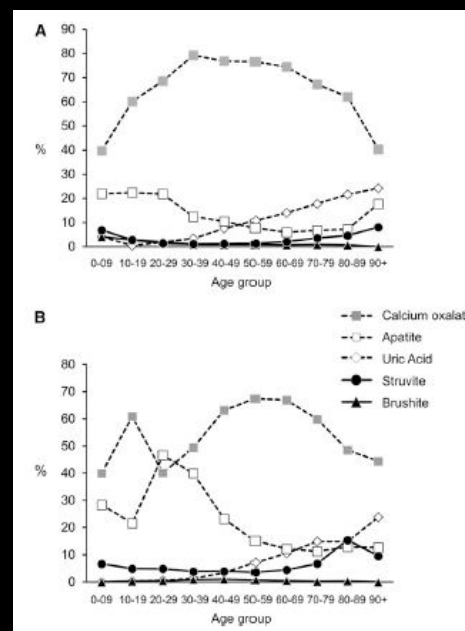 A
90
80
70
60
50
%
40
30
20
10
0
0-09 10-19 20-29 30-39 40-49 50-59 60-69 70-79 80-89 90+
Age group
B
Calcium oxalat
Apatite
Uric Acid
Struvite
Brushite
80
70
60
50
%
40
30
20
10
0
0-09 10-19 20-29 30-39 40-49 50-59 60-69 70-79 80-89 90+
Age group